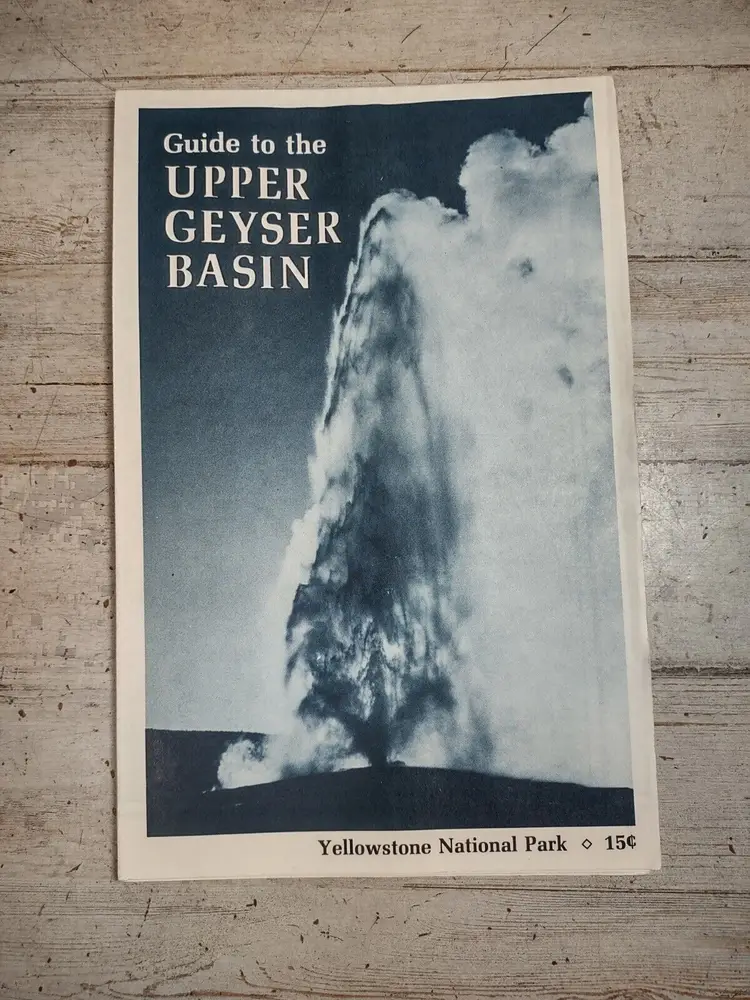 Guide to the
UPPER
GEYSER
BASIN
Yellowstone National Park ◇ 15¢